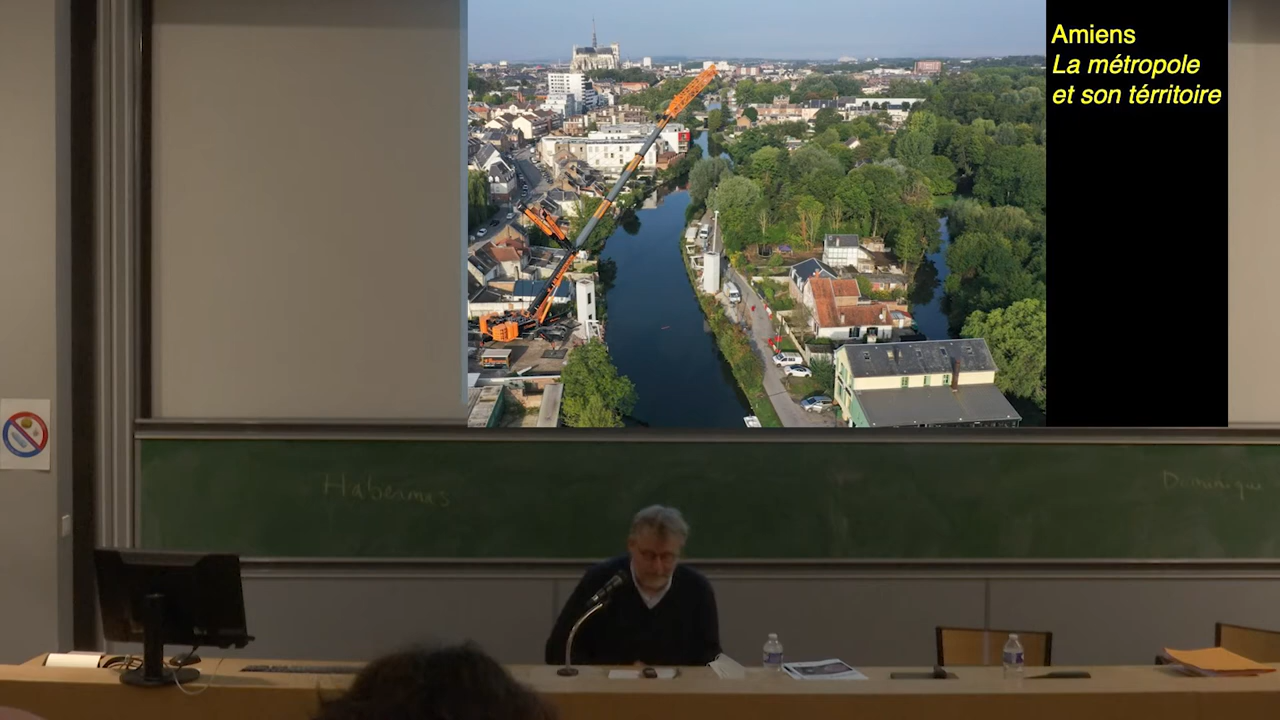 Amiens
La métropole
et son térritoire
Habermas
Dominique